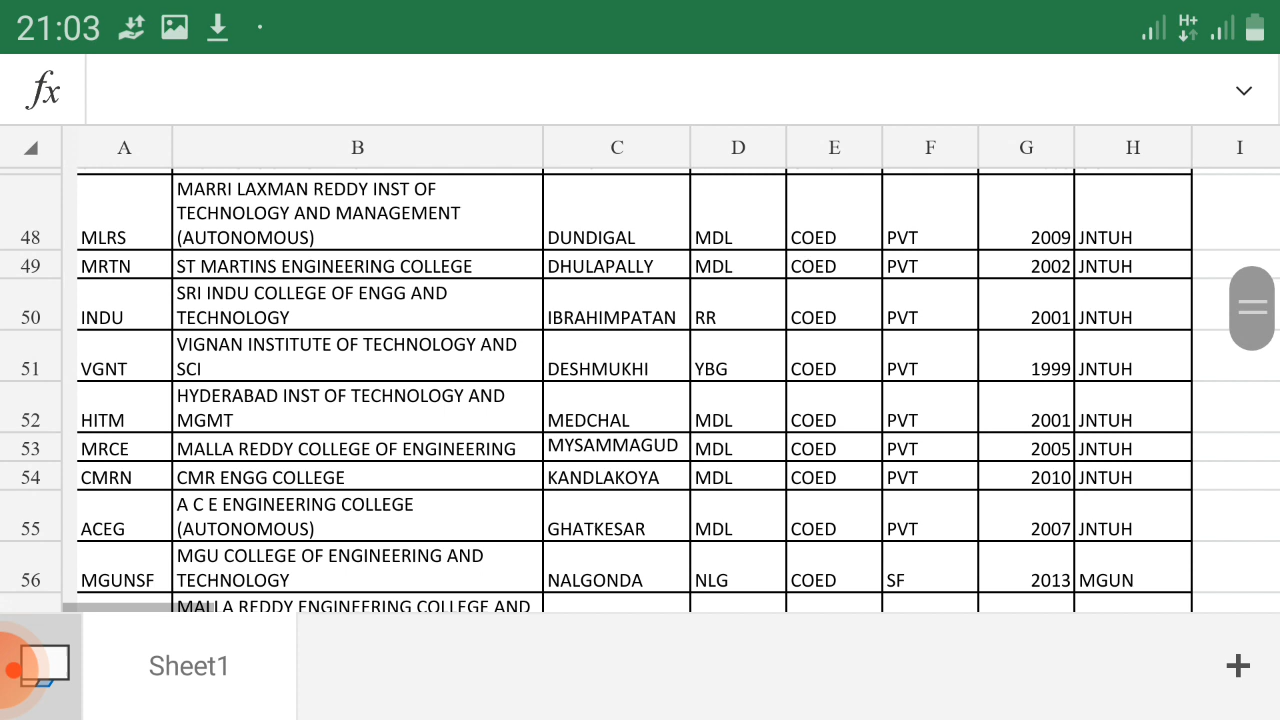 21:03
H+
fx
A B C D E F G H I
MARRI LAXMAN REDDY INST OF
TECHNOLOGY AND MANAGEMENT
48 MLRS (AUTONOMOUS) DUNDIGAL MDL COED PVT 2009 JNTUH
49 MRTN ST MARTINS ENGINEERING COLLEGE DHULAPALLY MDL COED PVT 2002 JNTUH
SRI INDU COLLEGE OF ENGG AND
50 INDU TECHNOLOGY IBRAHIMPATAN RR COED PVT 2001 JNTUH
VIGNAN INSTITUTE OF TECHNOLOGY AND
51 VGNT SCI DESHMUKHI YBG COED PVT 1999 JNTUH
HYDERABAD INST OF TECHNOLOGY AND
52 HITM MGMT MEDCHAL MDL COED PVT 2001 JNTUH
53 MRCE MALLA REDDY COLLEGE OF ENGINEERING MYSAMMAGUD MDL COED PVT 2005 JNTUH
54 CMRN CMR ENGG COLLEGE KANDLAKOYA MDL COED PVT 2010 JNTUH
A C E ENGINEERING COLLEGE
55 ACEG (AUTONOMOUS) GHATKESAR MDL COED PVT 2007 JNTUH
MGU COLLEGE OF ENGINEERING AND
56 MGUNSF TECHNOLOGY NALGONDA NLG COED SF 2013 MGUN
MALLA REDDY ENGINEERING COLLEGE AND
Sheet1